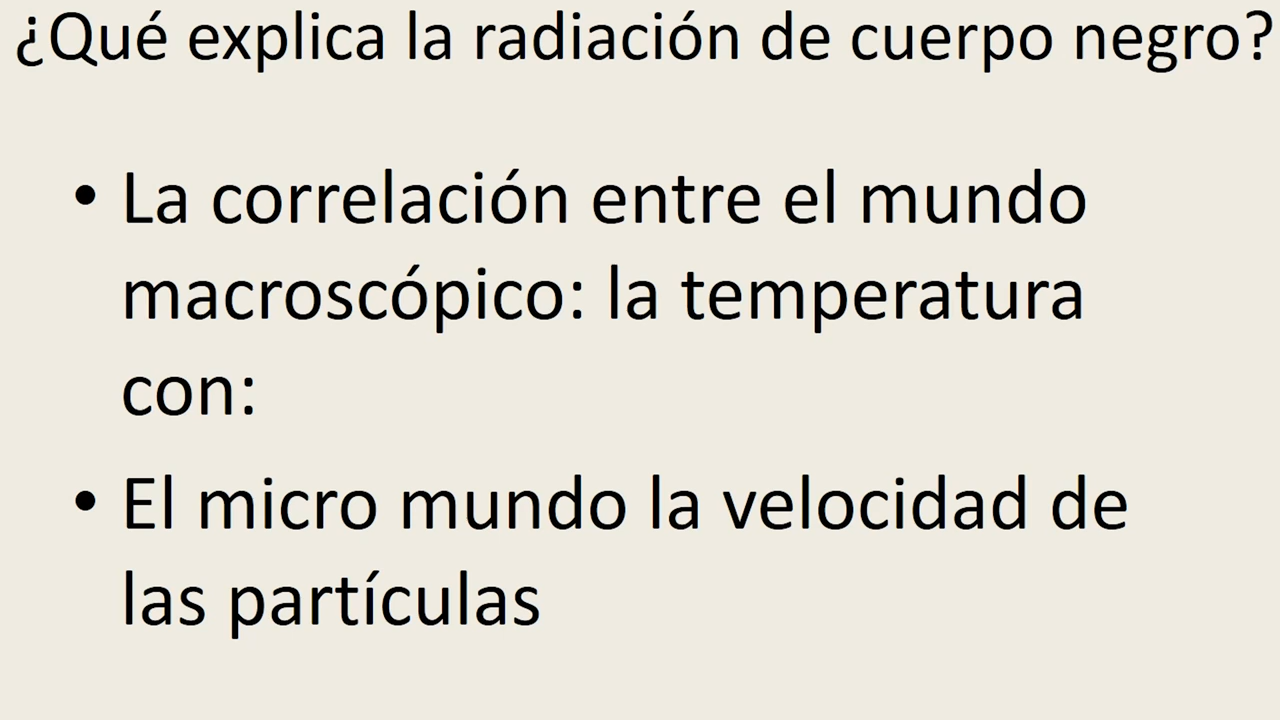 ¿Qué explica la radiación de cuerpo negro?
• La correlación entre el mundo
macroscópico: la temperatura
con:
• El micro mundo la velocidad de
las partículas